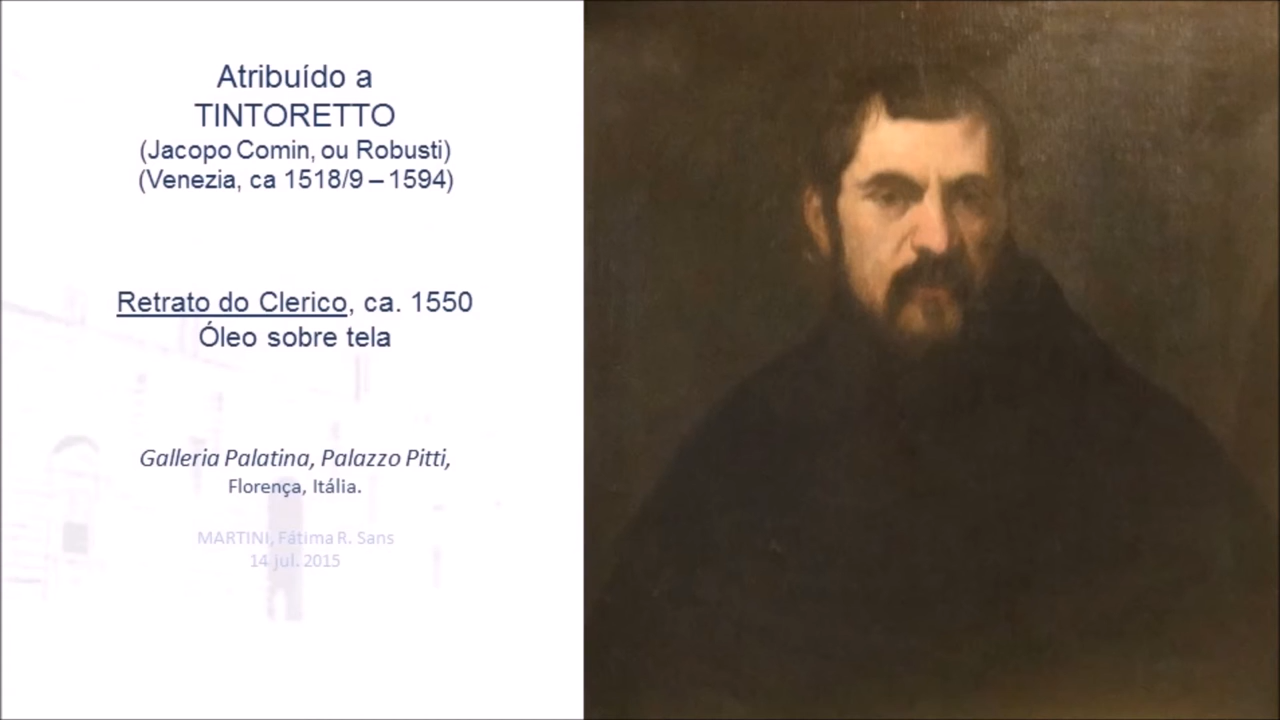 Atribuído a
TINTORETTO
(Jacopo Comin, ou Robusti)
(Venezia, ca 1518/9 – 1594)
Retrato do Clerico, ca. 1550
Óleo sobre tela
Galleria Palatina, Palazzo Pitti,
Florença, Itália.
MARTINI, Fátima R. Sans
14 jul. 2015